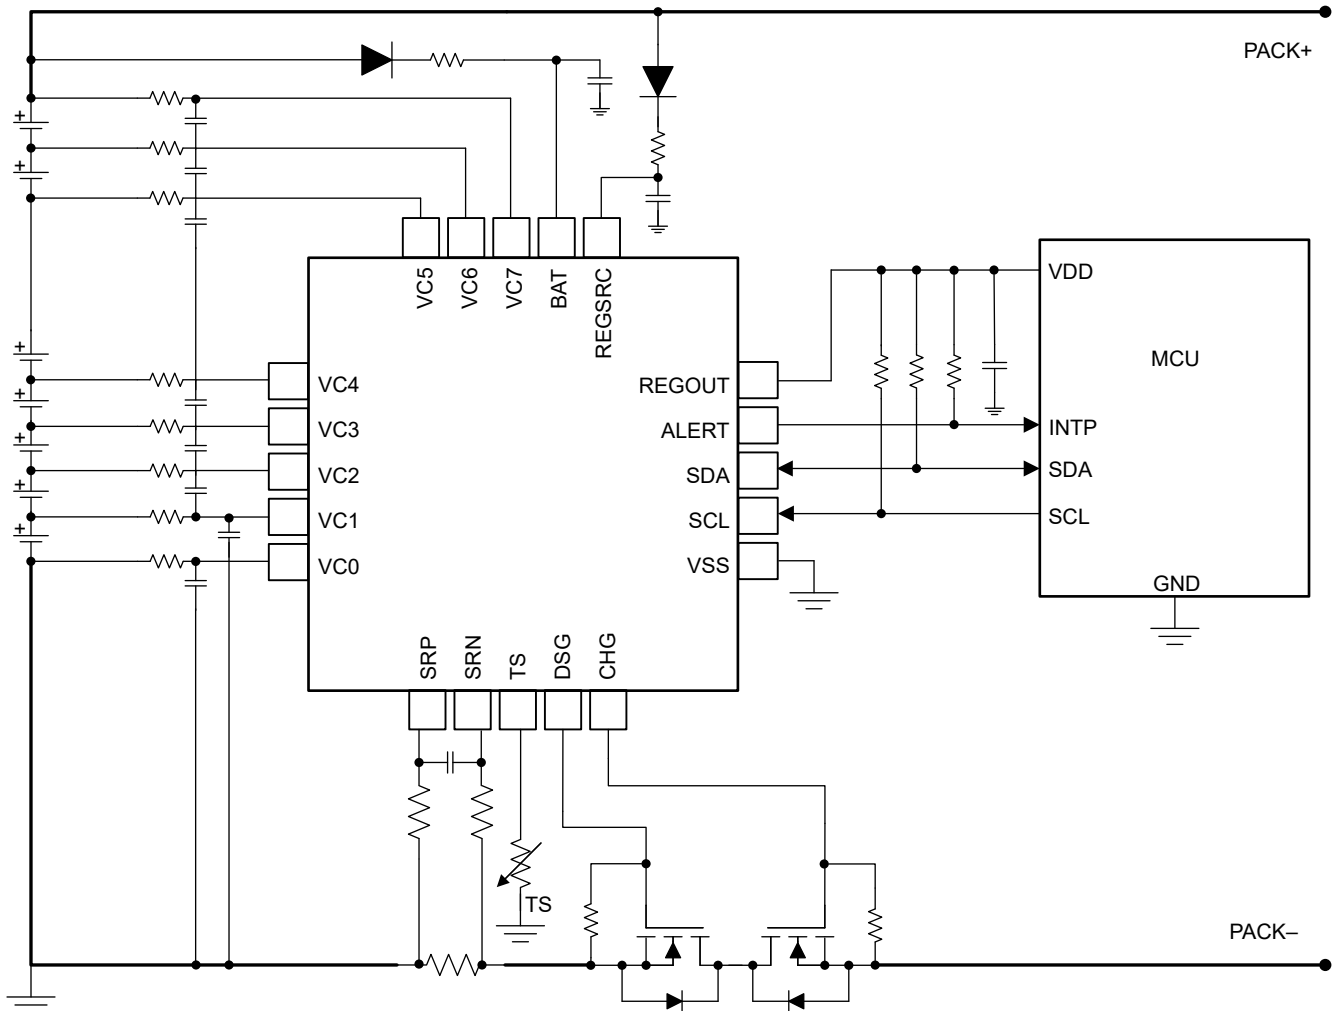 PACK+
VC5
VC6
VC7
BAT
REGSRC
VDD
MCU
VC4
REGOUT
VC3
ALERT
INTP
VC2
SDA
SDA
VC1
SCL
SCL
VC0
VSS
GND
SRP
SRN
TS
DSG
CHG
TS
PACK–
+
+
+
+
+
+
+